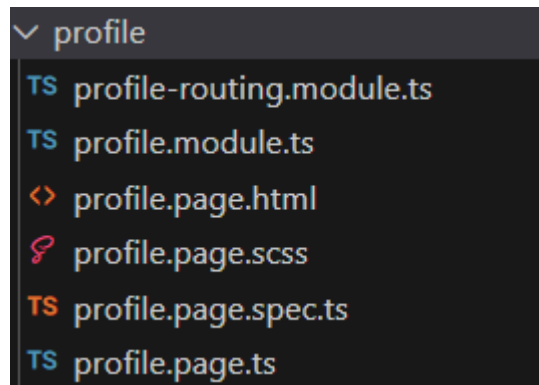 profile
TS profile-routing.module.ts
TS profile.module.ts
<> profile.page.html
profile.page.scss
TS profile.page.spec.ts
TS profile.page.ts